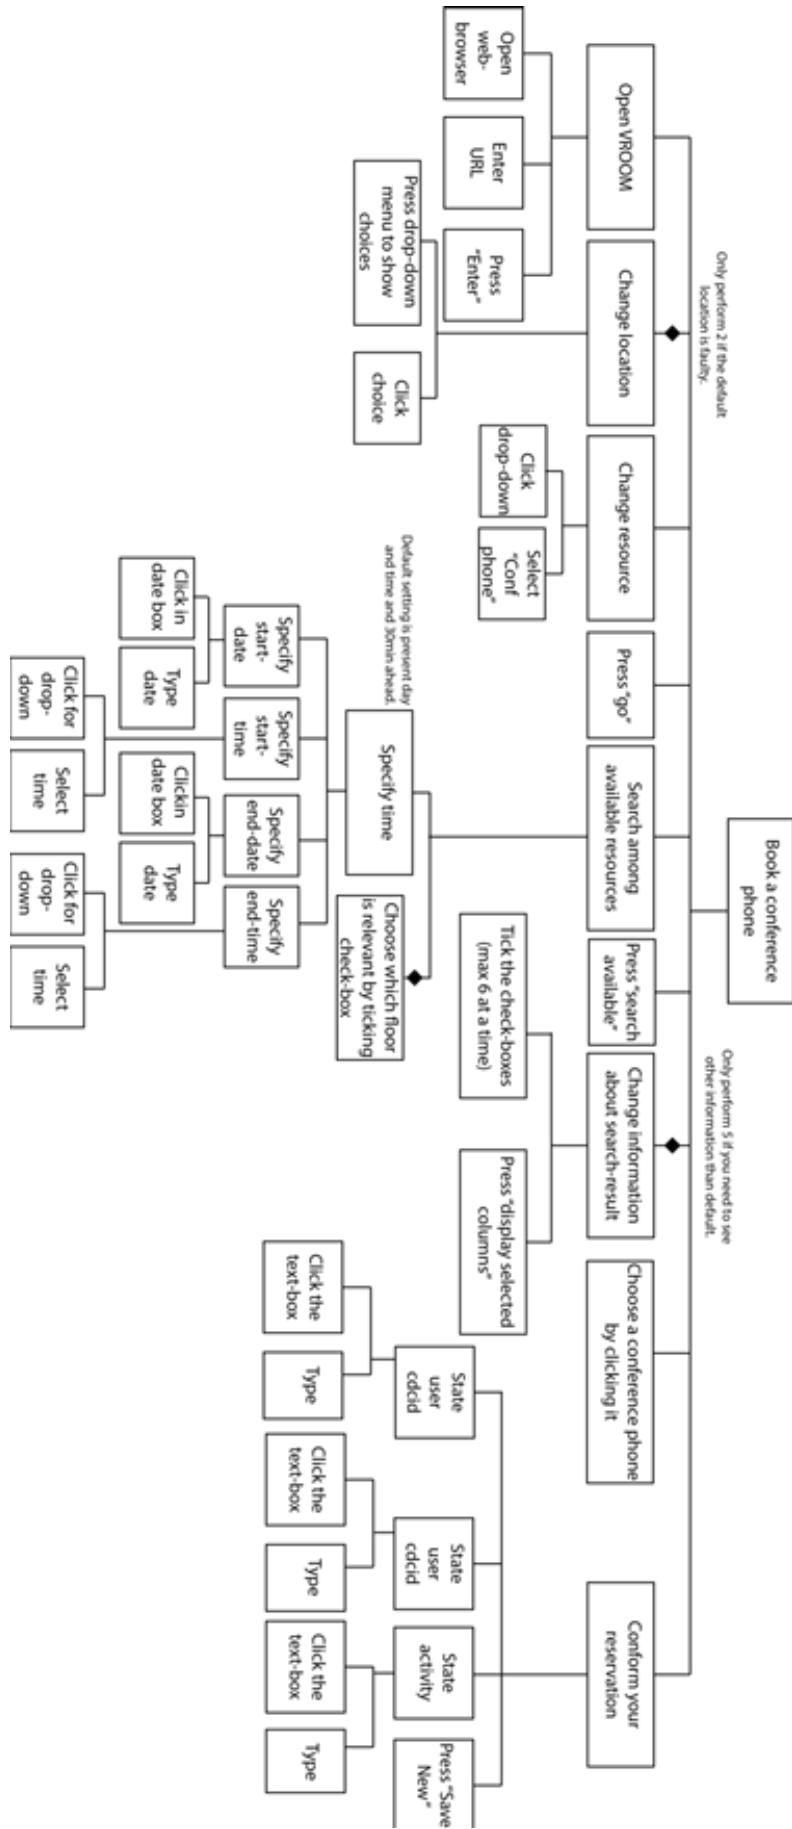 Book a conference
phone
Only perform 2 if the default
location is faulty.
Only perform 5 if you need to see
other information than default.
Open VROOM
Change location
Change resource
Press "go"
Search among
available resources
Press "search
available"
Change information
about search-result
Choose a conference phone
by clicking it
Conform your
reservation
Open
web-
browser
Enter
URL
Press
"Enter"
Press drop-down
menu to show
choices
Click
choice
Click
drop-down
Select
"Conf
phone"
Default setting is present day
and time and 30min ahead.
Specify time
Choose which floor
is relevant by ticking
check-box
Tick the check-boxes
(max 6 at a time)
Press "display selected
columns"
State
user
cdcid
State
user
cdcid
State
activity
Press "Save
New"
Specify
start-
date
Specify
start-
time
Specify
end-date
Specify
end-time
Click the
text-box
Type
Click the
text-box
Type
Click the
text-box
Type
Click in
date box
Type
date
Clickin
date box
Type
date
Click for
drop-
down
Select
time
Click for
drop-
down
Select
time